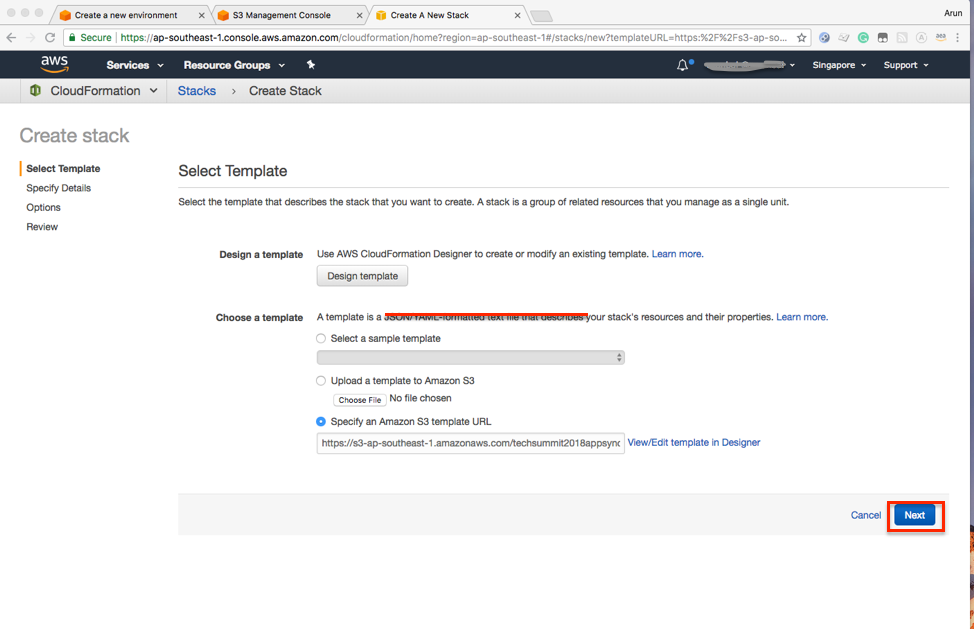 Create a new environment
S3 Management Console
Create A New Stack
Arun
Secure https://ap-southeast-1.console.aws.amazon.com/cloudformation/home?region=ap-southeast-1#/stacks/new?templateURL=https:%2F%2Fs3-ap-so...
aws Services Resource Groups Singapore Support
CloudFormation Stacks › Create Stack
Create stack
Select Template
Specify Details
Options
Review
Select Template
Select the template that describes the stack that you want to create. A stack is a group of related resources that you manage as a single unit.
Design a template Use AWS CloudFormation Designer to create or modify an existing template. Learn more.
Design template
Choose a template A template is a JSON/YAML-formatted text file that describes your stack's resources and their properties. Learn more.
Select a sample template
Upload a template to Amazon S3
Choose File No file chosen
Specify an Amazon S3 template URL
https://s3-ap-southeast-1.amazonaws.com/techsummit2018appsync View/Edit template in Designer
Cancel Next